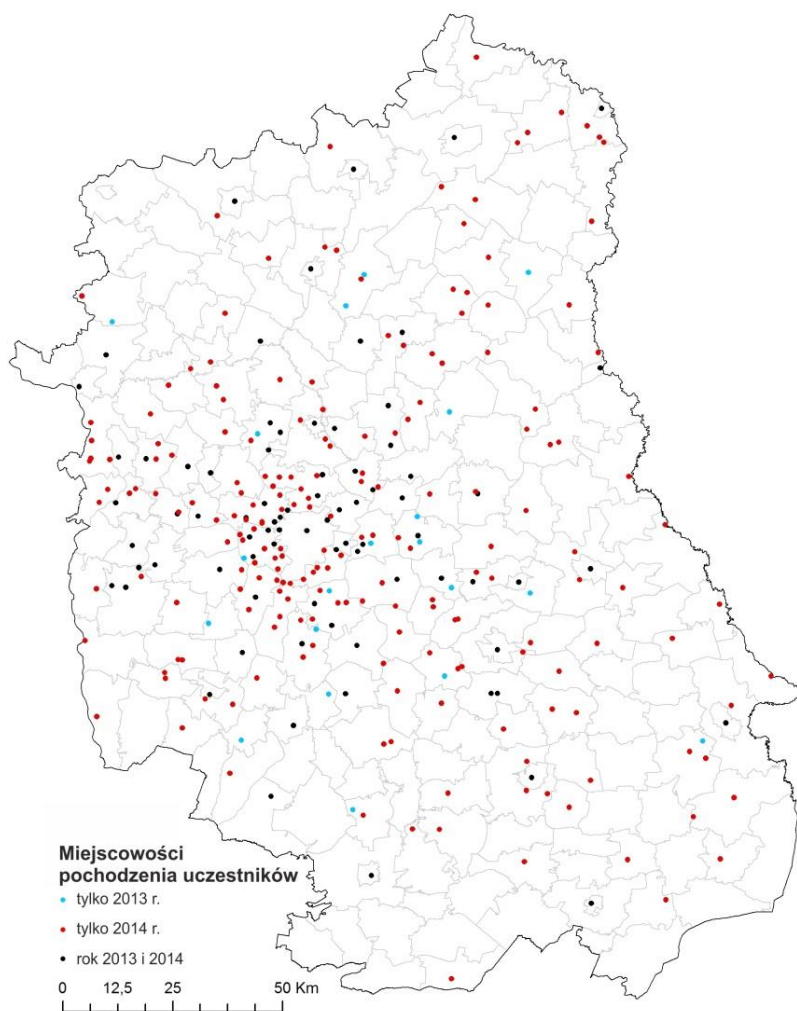 Miejscowości
pochodzenia uczestników
tylko 2013 r.
tylko 2014 r.
rok 2013 i 2014
0 12,5 25 50 Km